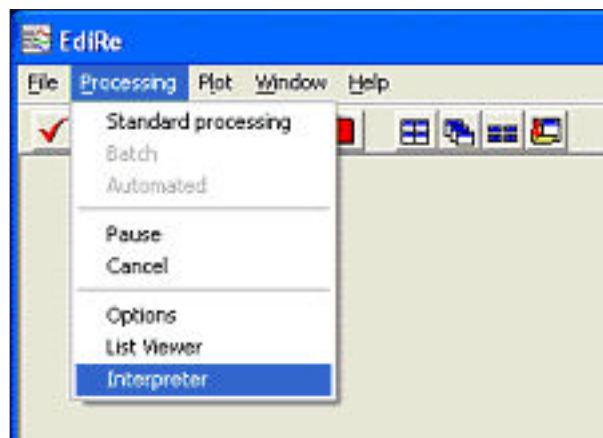 EdiRe
File Processing Plot Window Help
Standard processing
Batch
Automated
Pause
Cancel
Options
List Viewer
Interpreter